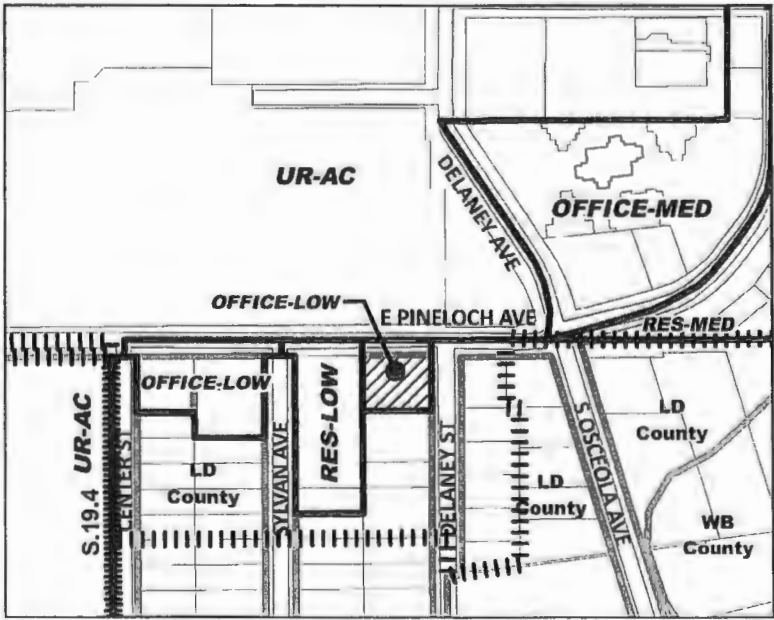 UR-AC
DELANEY AVE
OFFICE-MED
OFFICE-LOW
E PINELOCH AVE
RES-MED
OFFICE-LOW
RES-LOW
UR-AC
S.19.4
CENTER ST
LD
County
SYLVAN AVE
DELANEY ST
LD
County
S OSCEOLA AVE
LD
County
WB
County